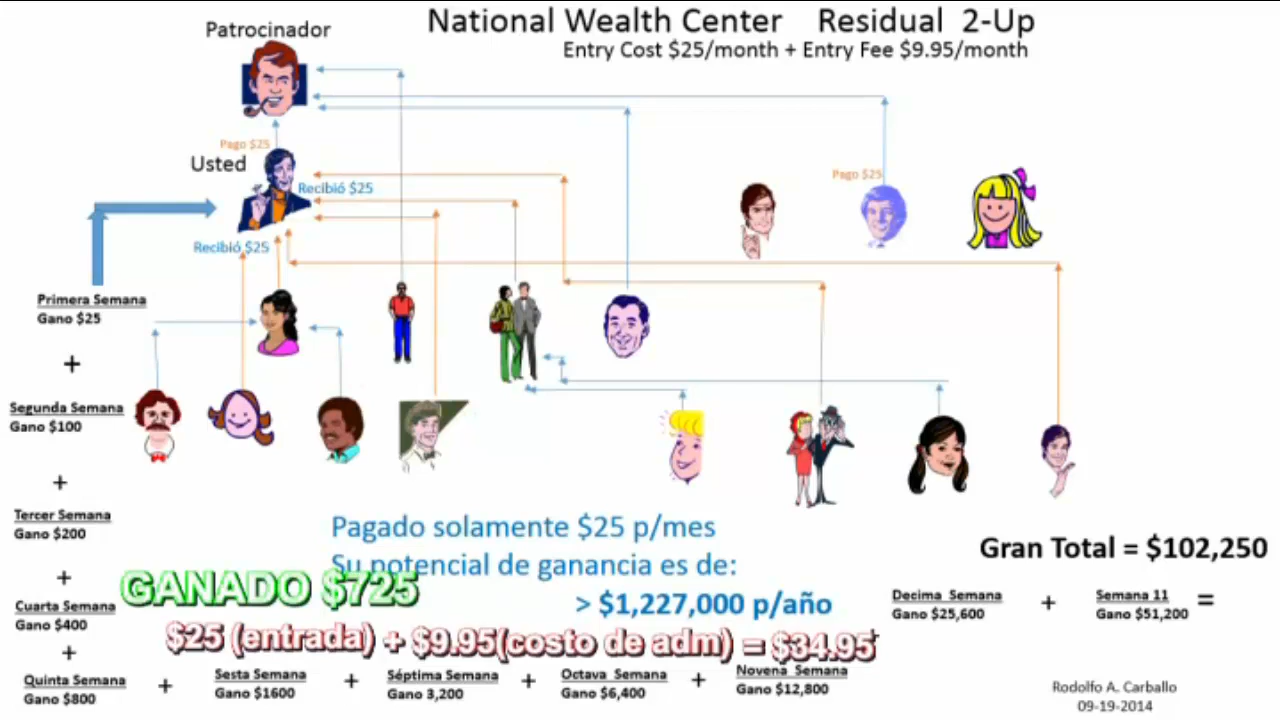 National Wealth Center Residual 2-Up
Entry Cost $25/month + Entry Fee $9.95/month
Patrocinador
Pago $25
Usted
Recibió $25
Pago $25
Recibió $25
Primera Semana
Gano $25
+
Segunda Semana
Gano $100
+
Tercer Semana
Gano $200
+
Cuarta Semana
Gano $400
+
Quinta Semana
Gano $800
+
Sesta Semana
Gano $1600
+
Séptima Semana
Gano 3,200
+
Octava Semana
Gano $6,400
+
Novena Semana
Gano $12,800
Decima Semana
Gano $25,600
+
Semana 11
Gano $51,200
=
Gran Total = $102,250
Pagado solamente $25 p/mes
Su potencial de ganancia es de:
> $1,227,000 p/año
GANADO $725
$25 (entrada) + $9.95(costo de adm) = $34.95
Rodolfo A. Carballo
09-19-2014